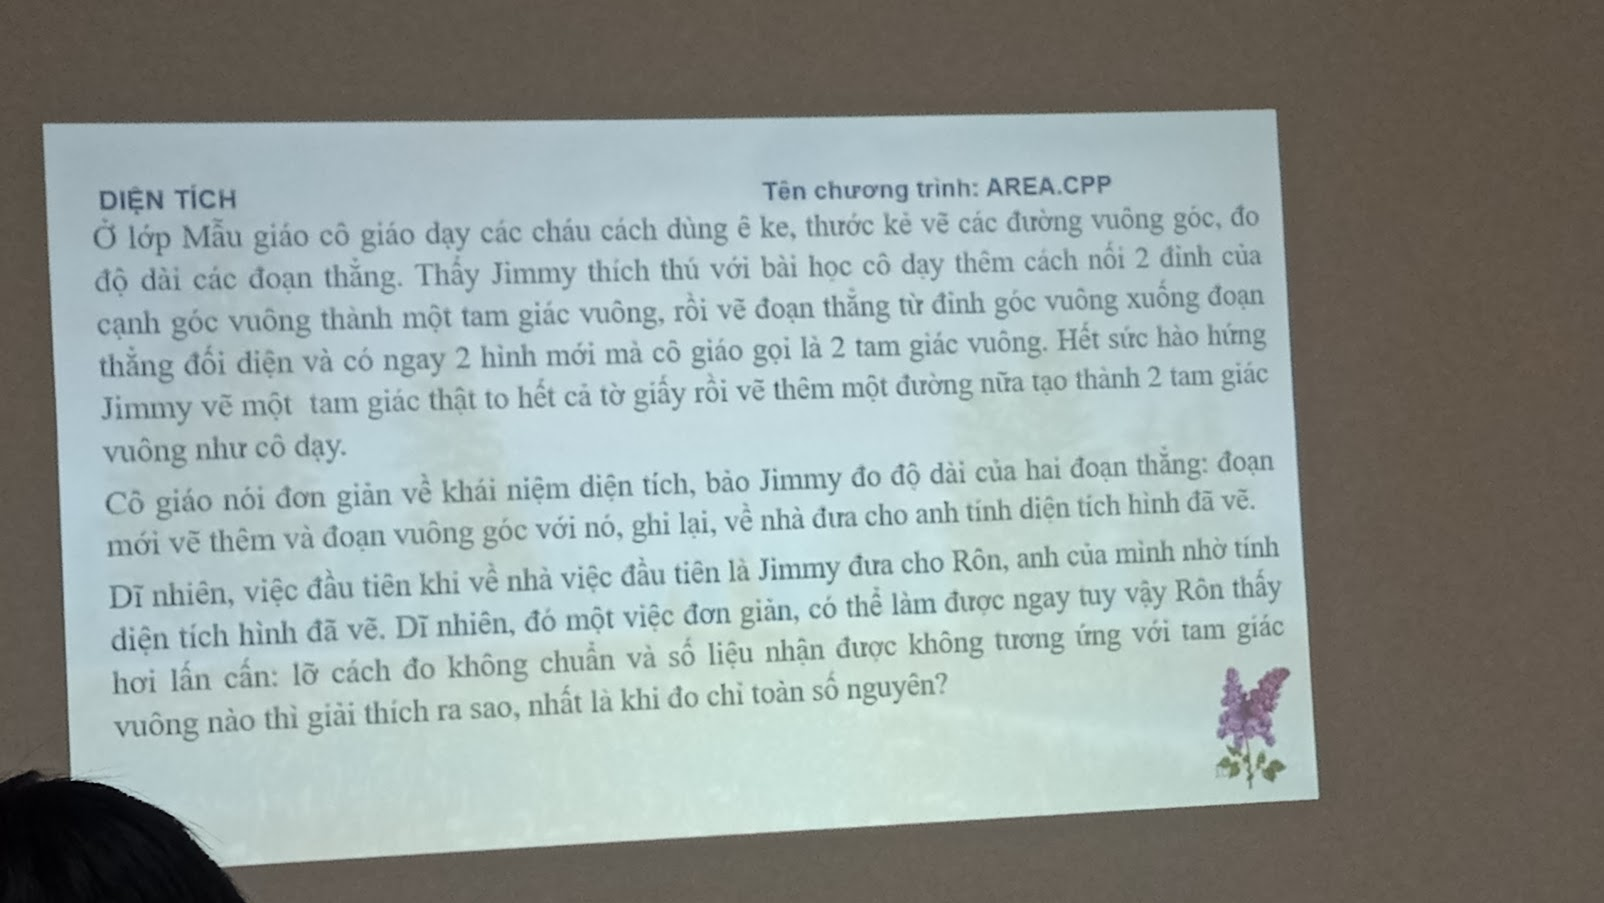 DIỆN TÍCH Tên chương trình: AREA.CPP
Ở lớp Mẫu giáo cô giáo dạy các cháu cách dùng ê ke, thước kẻ vẽ các đường vuông góc, đo
độ dài các đoạn thẳng. Thấy Jimmy thích thú với bài học cô dạy thêm cách nối 2 đỉnh của
cạnh góc vuông thành một tam giác vuông, rồi vẽ đoạn thẳng từ đỉnh góc vuông xuống đoạn
thẳng đối diện và có ngay 2 hình mới mà cô giáo gọi là 2 tam giác vuông. Hết sức hào hứng
Jimmy vẽ một tam giác thật to hết cả tờ giấy rồi vẽ thêm một đường nữa tạo thành 2 tam giác
vuông như cô dạy.
Cô giáo nói đơn giản về khái niệm diện tích, bảo Jimmy đo độ dài của hai đoạn thẳng: đoạn
mới vẽ thêm và đoạn vuông góc với nó, ghi lại, về nhà đưa cho anh tính diện tích hình đã vẽ.
Dĩ nhiên, việc đầu tiên khi về nhà việc đầu tiên là Jimmy đưa cho Rôn, anh của mình nhờ tính
diện tích hình đã vẽ. Dĩ nhiên, đó một việc đơn giản, có thể làm được ngay tuy vậy Rôn thấy
hơi lấn cấn: lỡ cách đo không chuẩn và số liệu nhận được không tương ứng với tam giác
vuông nào thì giải thích ra sao, nhất là khi đo chỉ toàn số nguyên?